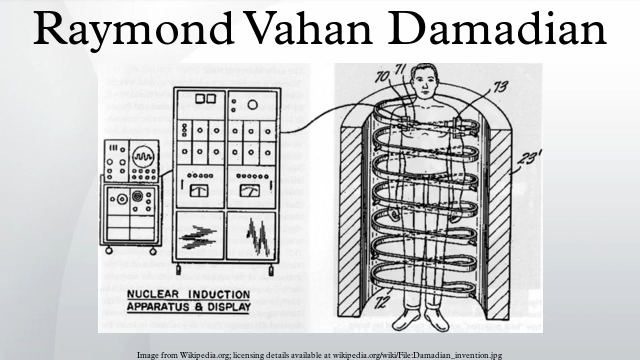 Raymond Vahan Damadian
70 71
73
23'
72
NUCLEAR INDUCTION
APPARATUS & DISPLAY
Image from Wikipedia.org; licensing details available at wikipedia.org/wiki/File:Damadian_invention.jpg